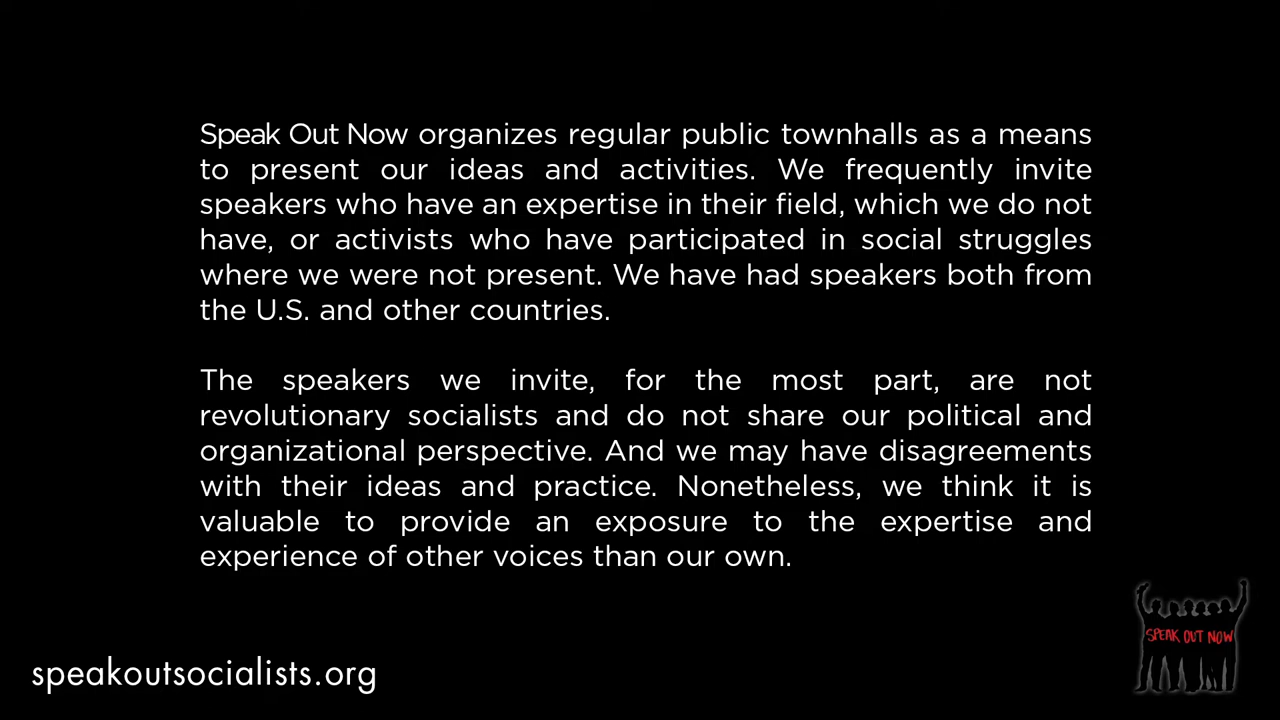 Speak Out Now organizes regular public townhalls as a means
to present our ideas and activities. We frequently invite
speakers who have an expertise in their field, which we do not
have, or activists who have participated in social struggles
where we were not present. We have had speakers both from
the U.S. and other countries.
The speakers we invite, for the most part, are not
revolutionary socialists and do not share our political and
organizational perspective. And we may have disagreements
with their ideas and practice. Nonetheless, we think it is
valuable to provide an exposure to the expertise and
experience of other voices than our own.
SPEAK OUT NOW
speakoutsocialists.org